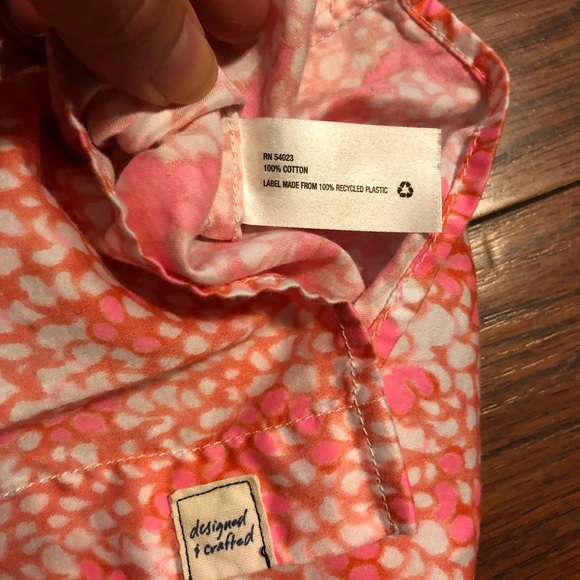 RN 54023
100% COTTON
LABEL MADE FROM 100% RECYCLED PLASTIC
designed
+ crafted